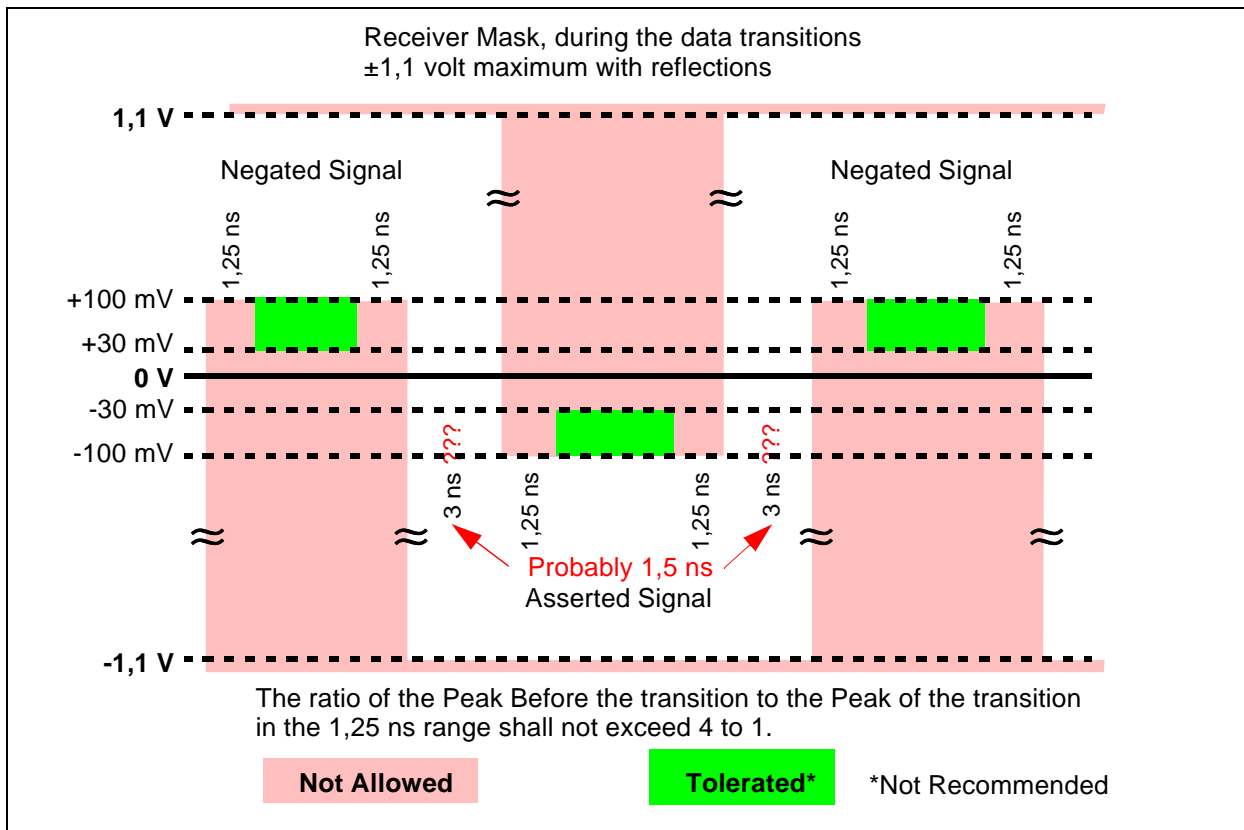 Receiver Mask, during the data transitions
±1,1 volt maximum with reflections
1,1 V
Negated Signal
Negated Signal
1,25 ns
1,25 ns
1,25 ns
1,25 ns
+100 mV
+30 mV
0 V
-30 mV
-100 mV
3 ns ???
1,25 ns
1,25 ns
3 ns ???
Probably 1,5 ns
Asserted Signal
-1,1 V
The ratio of the Peak Before the transition to the Peak of the transition
in the 1,25 ns range shall not exceed 4 to 1.
Not Allowed
Tolerated*
*Not Recommended